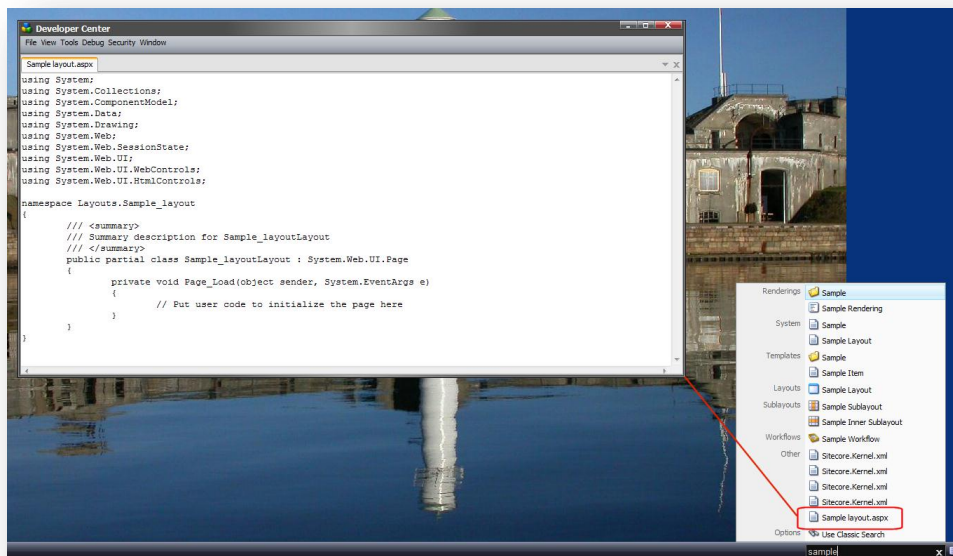 Developer Center
File View Tools Debug Security Window
Sample layout.aspx
using System;
using System.Collections;
using System.ComponentModel;
using System.Data;
using System.Drawing;
using System.Web;
using System.Web.SessionState;
using System.Web.UI;
using System.Web.UI.WebControls;
using System.Web.UI.HtmlControls;
namespace Layouts.Sample_layout
{
/// <summary>
/// Summary description for Sample_layoutLayout
/// </summary>
public partial class Sample_layoutLayout : System.Web.UI.Page
{
private void Page_Load(object sender, System.EventArgs e)
{
// Put user code to initialize the page here
}
}
}
Renderings Sample
Sample Rendering
System Sample
Sample Layout
Templates Sample
Sample Item
Layouts Sample Layout
Sublayouts Sample Sublayout
Sample Inner Sublayout
Workflows Sample Workflow
Other Sitecore.Kernel.xml
Sitecore.Kernel.xml
Sitecore.Kernel.xml
Sitecore.Kernel.xml
Sample layout.aspx
Options Use Classic Search
sample x